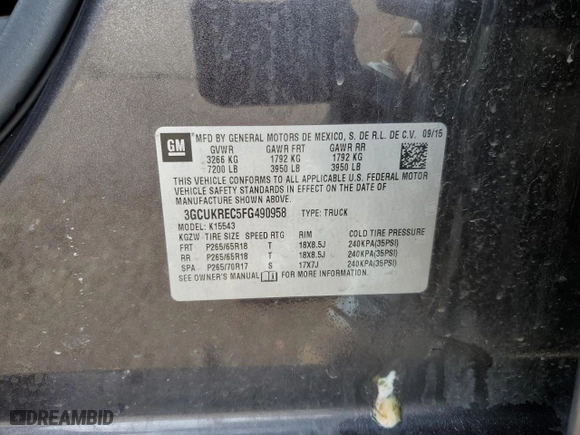 GM
MFD BY GENERAL MOTORS DE MEXICO, S. DE R.L. DE C.V. 09/15
GVWR GAWR FRT GAWR RR
3266 KG 1792 KG 1792 KG
7200 LB 3950 LB 3950 LB
THIS VEHICLE CONFORMS TO ALL APPLICABLE U.S. FEDERAL MOTOR
VEHICLE SAFETY STANDARDS IN EFFECT ON THE DATE OF
MANUFACTURE SHOWN ABOVE.
3GCUKREC5FG490958 TYPE: TRUCK
MODEL: K15543
KGZW TIRE SIZE SPEED RTG RIM COLD TIRE PRESSURE
FRT P265/65R18 T 18X8.5J 240KPA(35PSI)
RR P265/65R18 T 18X8.5J 240KPA(35PSI)
SPA P265/70R17 S 17X7J 240KPA(35PSI)
SEE OWNER'S MANUAL FOR MORE INFORMATION
DREAMBID